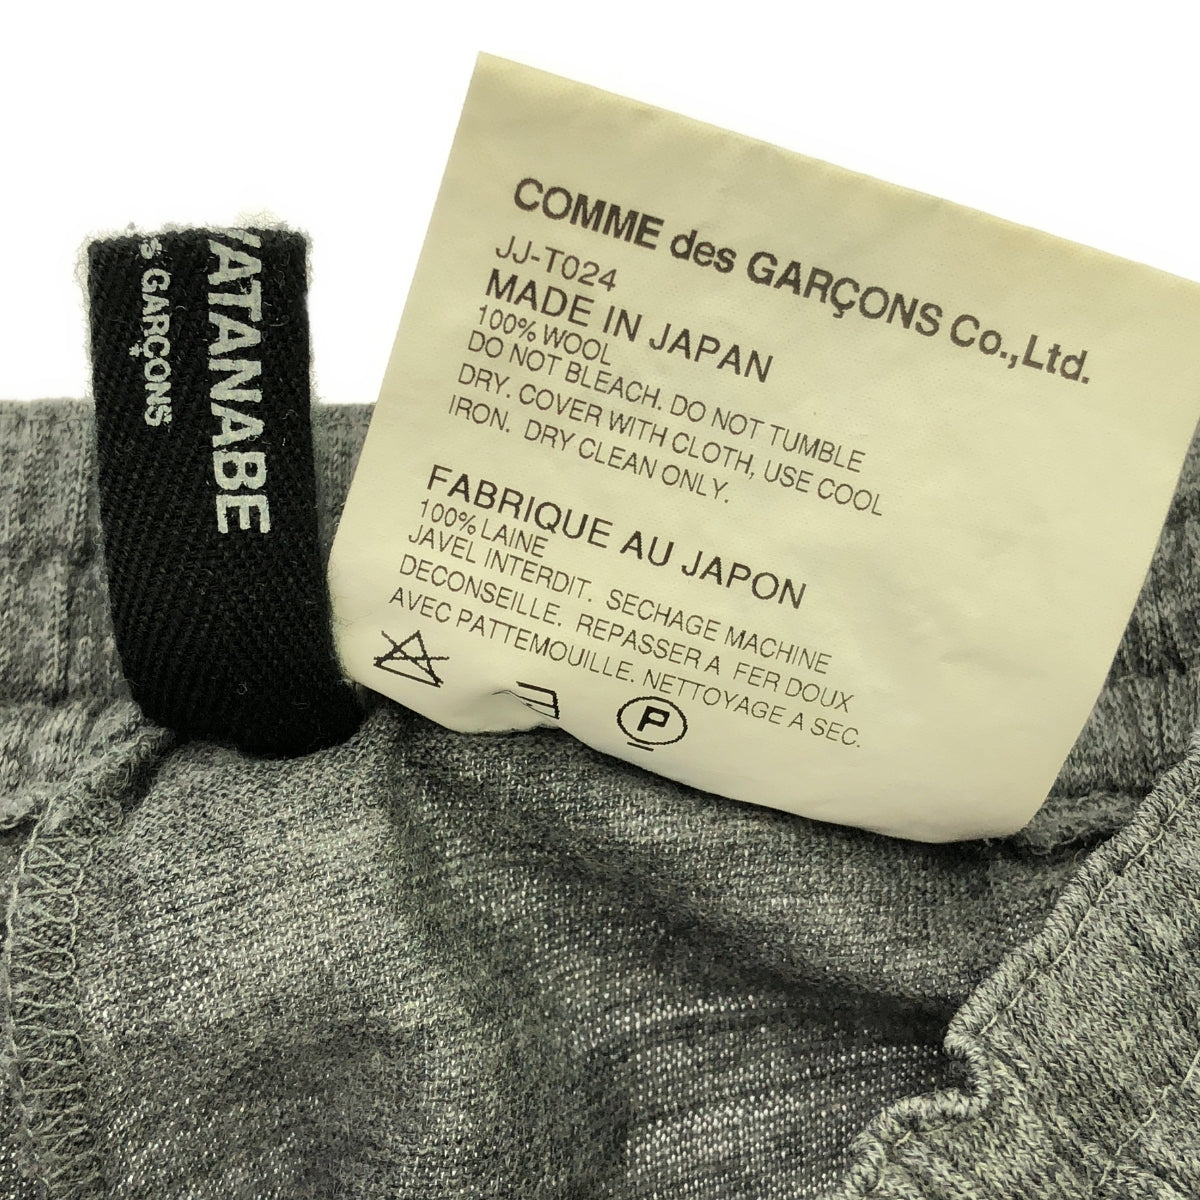 WATANABE
GARÇONS
COMME des GARÇONS Co.,Ltd.
JJ-T024
MADE IN JAPAN
100% WOOL
DO NOT BLEACH. DO NOT TUMBLE
DRY. COVER WITH CLOTH, USE COOL
IRON. DRY CLEAN ONLY.
FABRIQUE AU JAPON
100% LAINE
JAVEL INTERDIT. SECHAGE MACHINE
DECONSEILLE. REPASSER A FER DOUX
AVEC PATTEMOUILLE. NETTOYAGE A SEC.
P